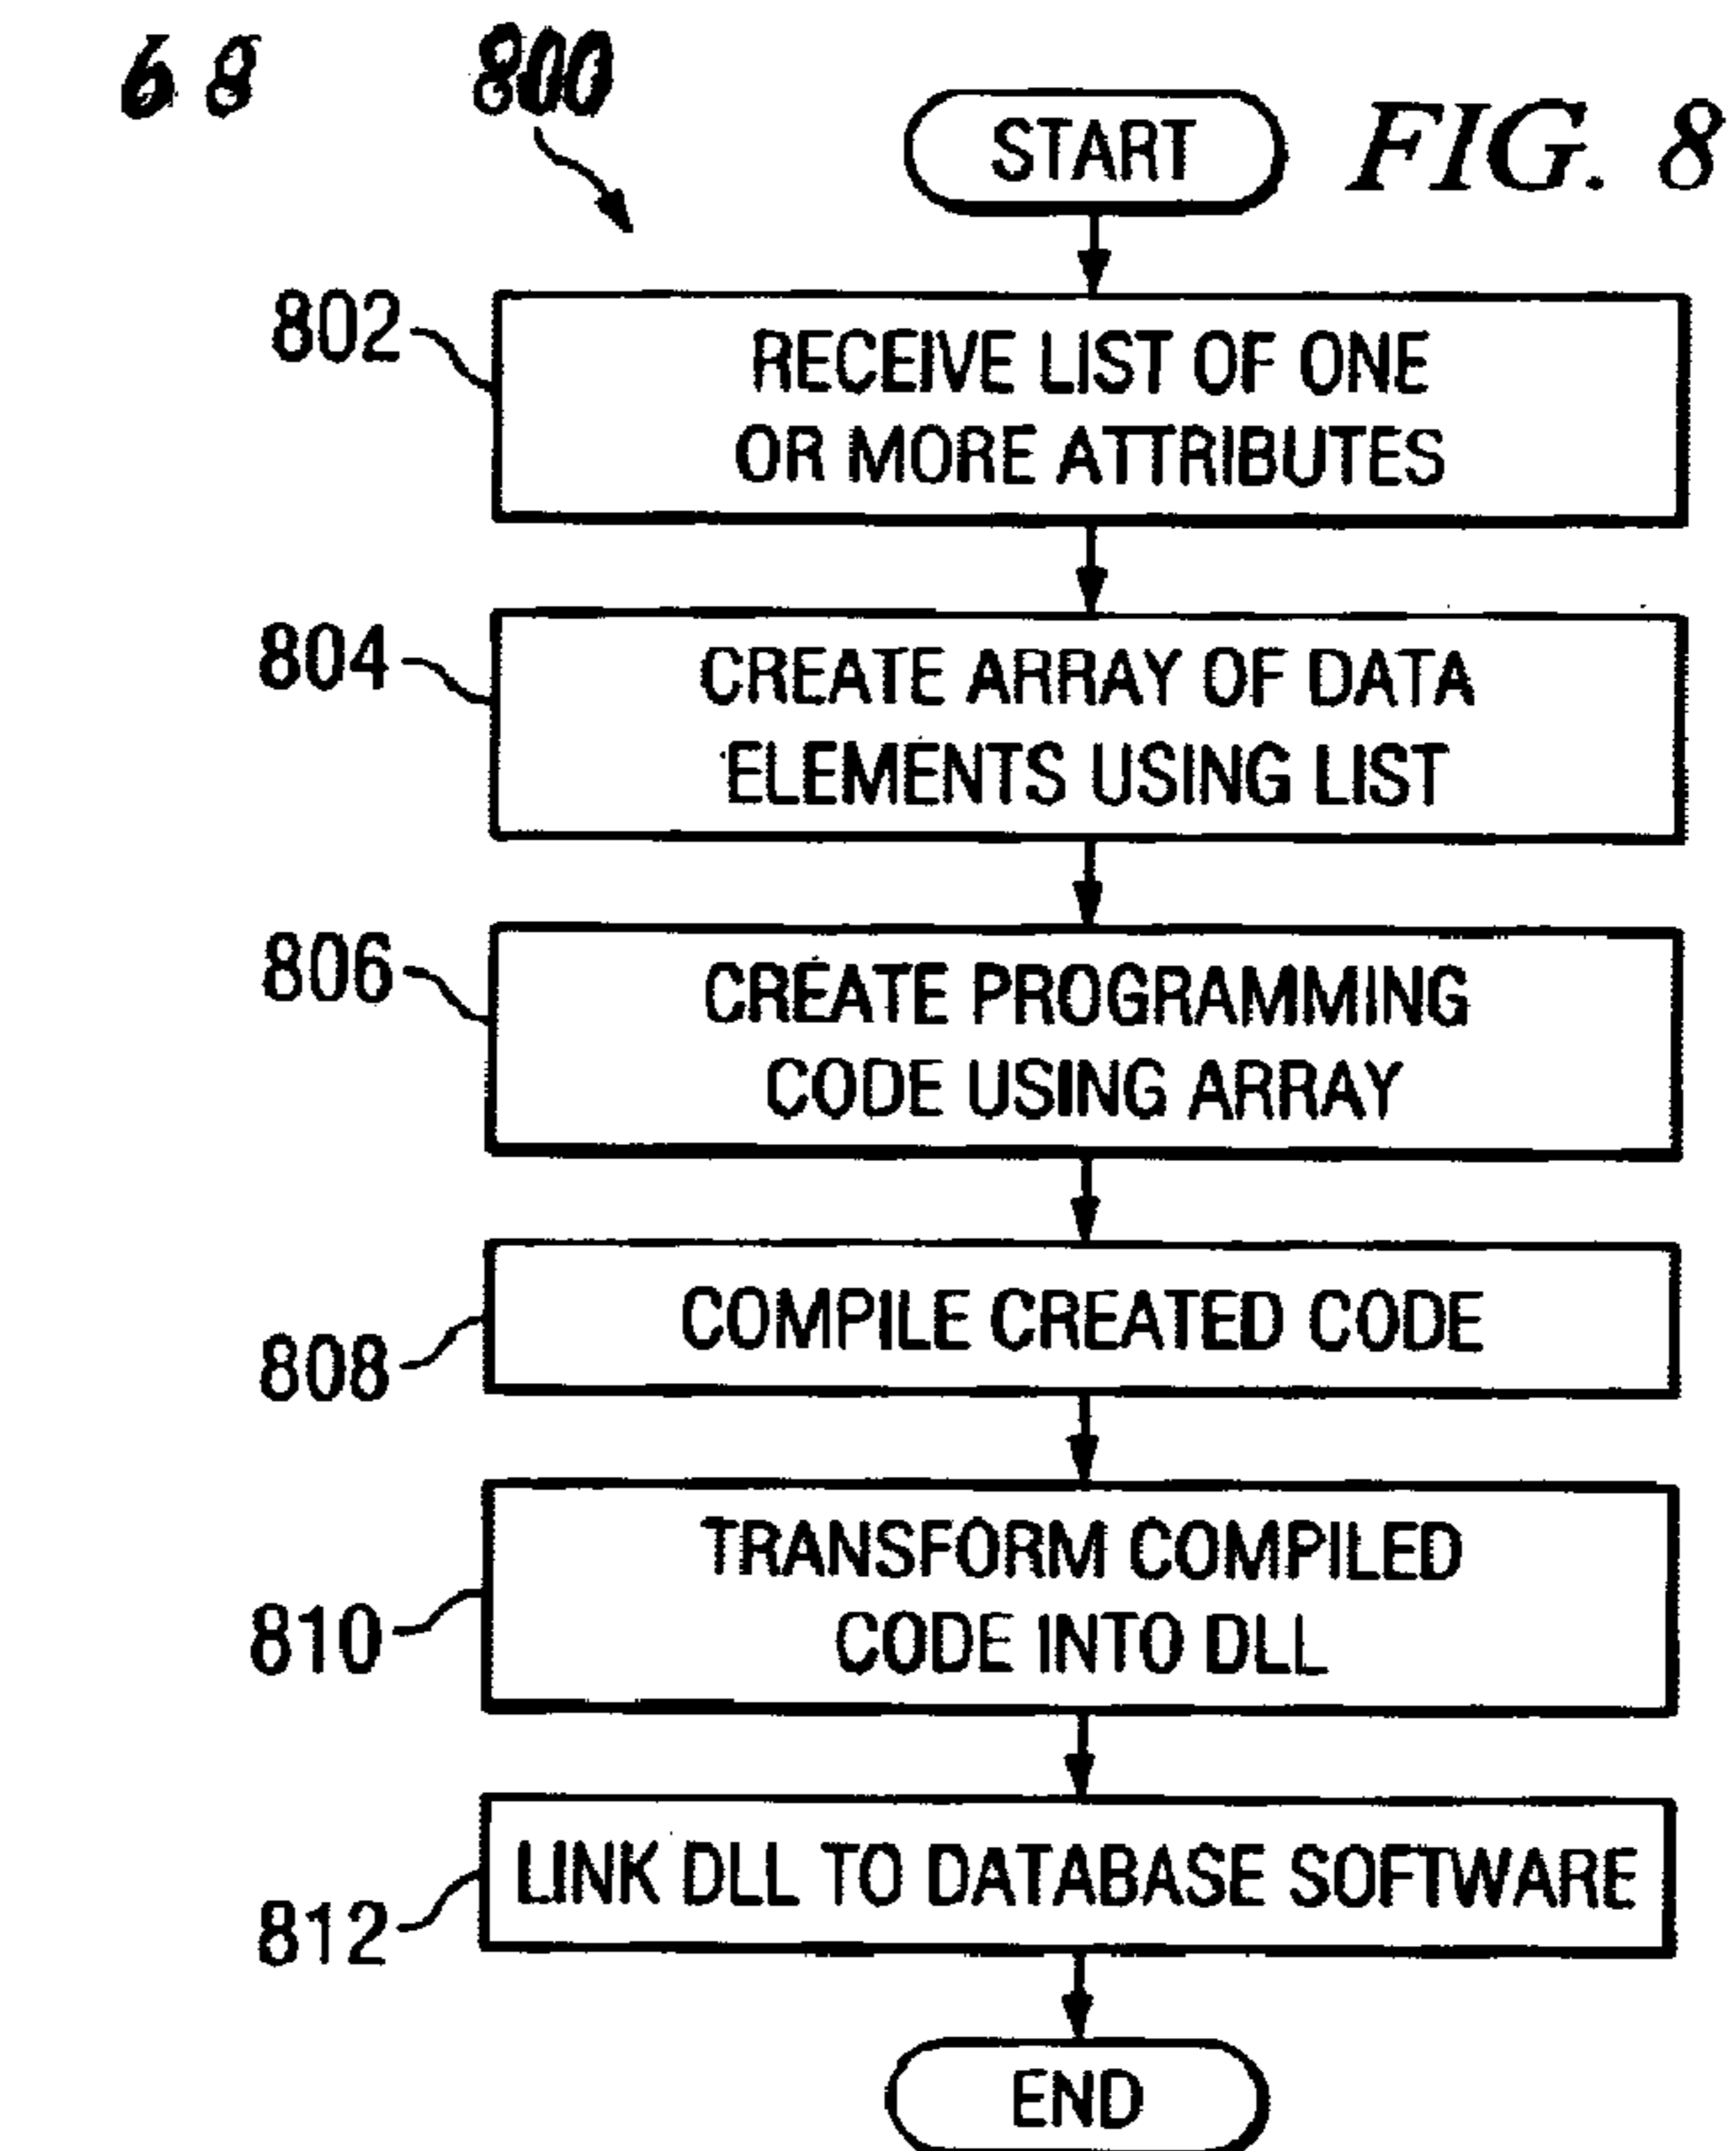 68 800
START FIG. 8
802
RECEIVE LIST OF ONE
OR MORE ATTRIBUTES
804
CREATE ARRAY OF DATA
ELEMENTS USING LIST
806
CREATE PROGRAMMING
CODE USING ARRAY
808
COMPILE CREATED CODE
810
TRANSFORM COMPILED
CODE INTO DLL
812
LINK DLL TO DATABASE SOFTWARE
END